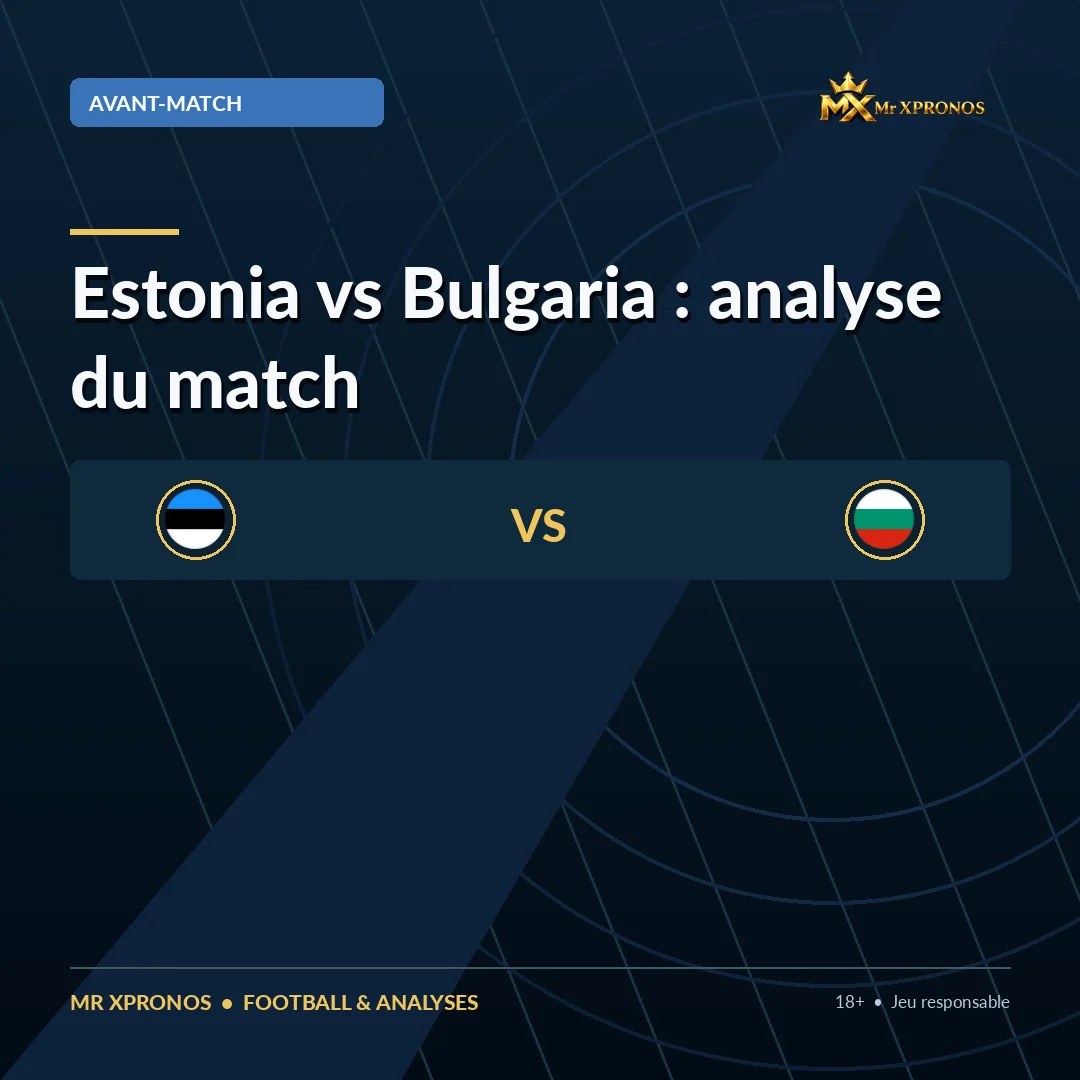 AVANT-MATCH
MX Mr XPRONOS
Estonia vs Bulgaria : analyse
du match
VS
MR XPRONOS ● FOOTBALL & ANALYSES
18+ • Jeu responsable